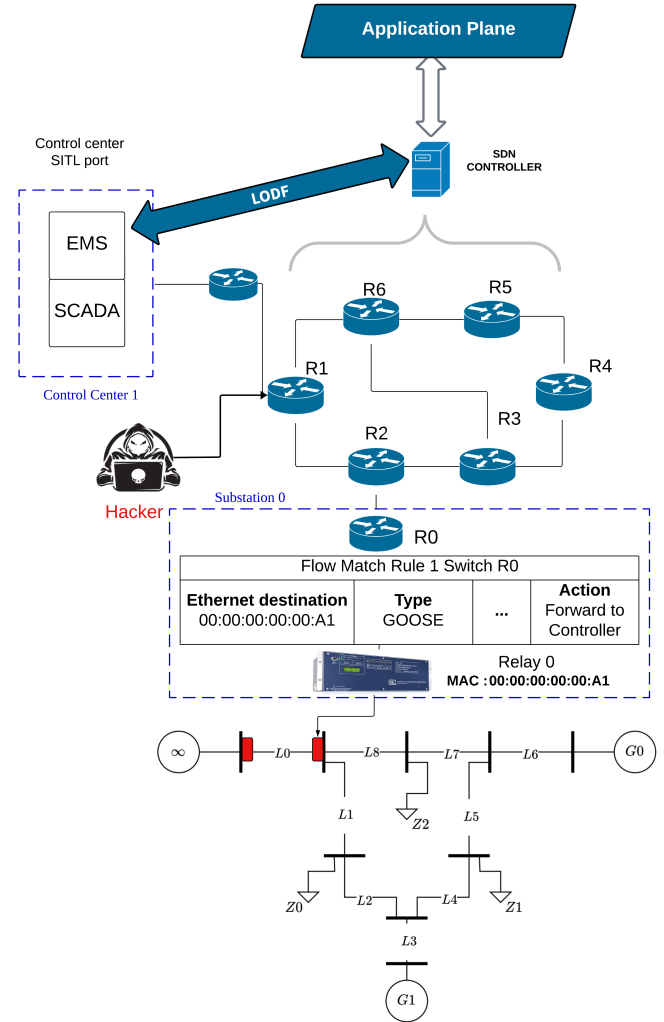 Application Plane
Control center
SITL port
SDN
CONTROLLER
LODF
EMS
SCADA
Control Center 1
R6
R5
R1
R4
R2
R3
Hacker
Substation 0
R0
Flow Match Rule 1 Switch R0
Ethernet destination
00:00:00:00:00:A1
Type
GOOSE
...
Action
Forward to
Controller
Relay 0
MAC :00:00:00:00:00:A1
∞
L0
L8
L7
L6
G0
L1
Z2
L5
Z0
L2
L4
Z1
L3
G1